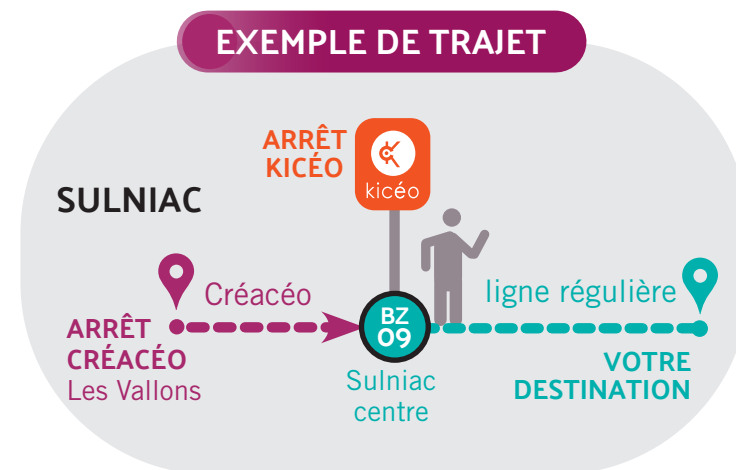 EXEMPLE DE TRAJET
ARRÊT
KICÉO
kicéo
SULNIAC
Créacéo
ligne régulière
ARRÊT
CRÉACÉO
Les Vallons
BZ
09
Sulniac
centre
VOTRE
DESTINATION